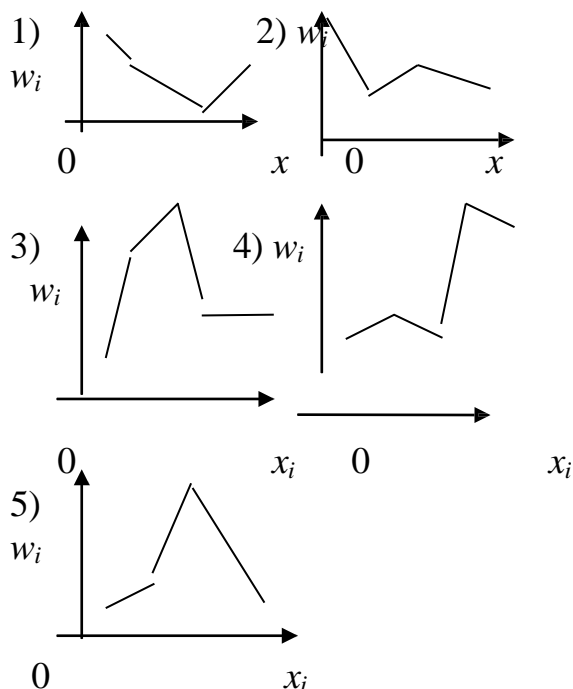 1) 2) wᵢ
wᵢ
0 x 0 x
3) 4) wᵢ
wᵢ
0 xᵢ 0 xᵢ
5)
wᵢ
0 xᵢ